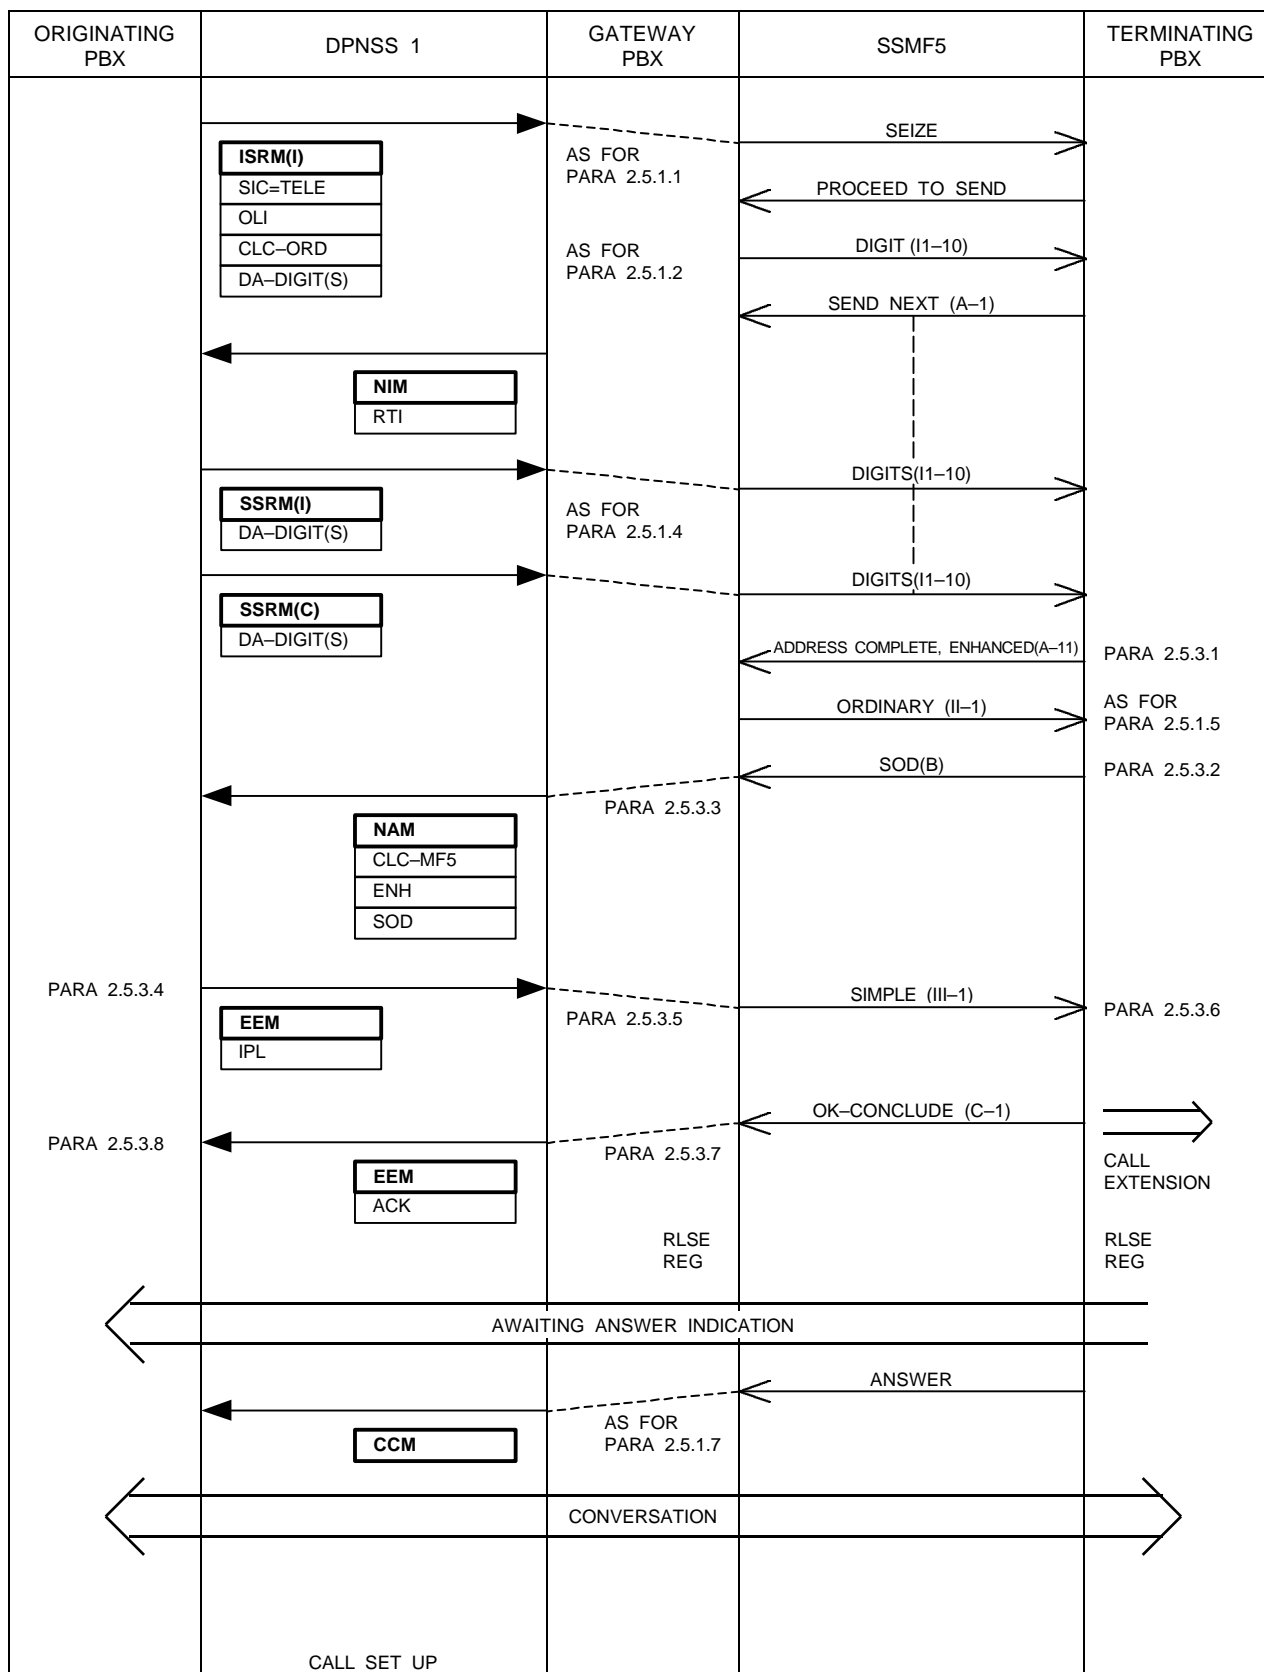 ORIGINATING
PBX
DPNSS 1
GATEWAY
PBX
SSMF5
TERMINATING
PBX
SEIZE
ISRM(I)
SIC=TELE
OLI
CLC–ORD
DA–DIGIT(S)
AS FOR
PARA 2.5.1.1
PROCEED TO SEND
AS FOR
PARA 2.5.1.2
DIGIT (I1–10)
SEND NEXT (A–1)
NIM
RTI
DIGITS(I1–10)
SSRM(I)
DA–DIGIT(S)
AS FOR
PARA 2.5.1.4
DIGITS(I1–10)
SSRM(C)
DA–DIGIT(S)
ADDRESS COMPLETE, ENHANCED(A–11)
PARA 2.5.3.1
ORDINARY (II–1)
AS FOR
PARA 2.5.1.5
SOD(B)
PARA 2.5.3.2
PARA 2.5.3.3
NAM
CLC–MF5
ENH
SOD
PARA 2.5.3.4
EEM
IPL
PARA 2.5.3.5
SIMPLE (III–1)
PARA 2.5.3.6
OK–CONCLUDE (C–1)
PARA 2.5.3.8
PARA 2.5.3.7
EEM
ACK
CALL
EXTENSION
RLSE
REG
RLSE
REG
AWAITING ANSWER INDICATION
ANSWER
CCM
AS FOR
PARA 2.5.1.7
CONVERSATION
CALL SET UP